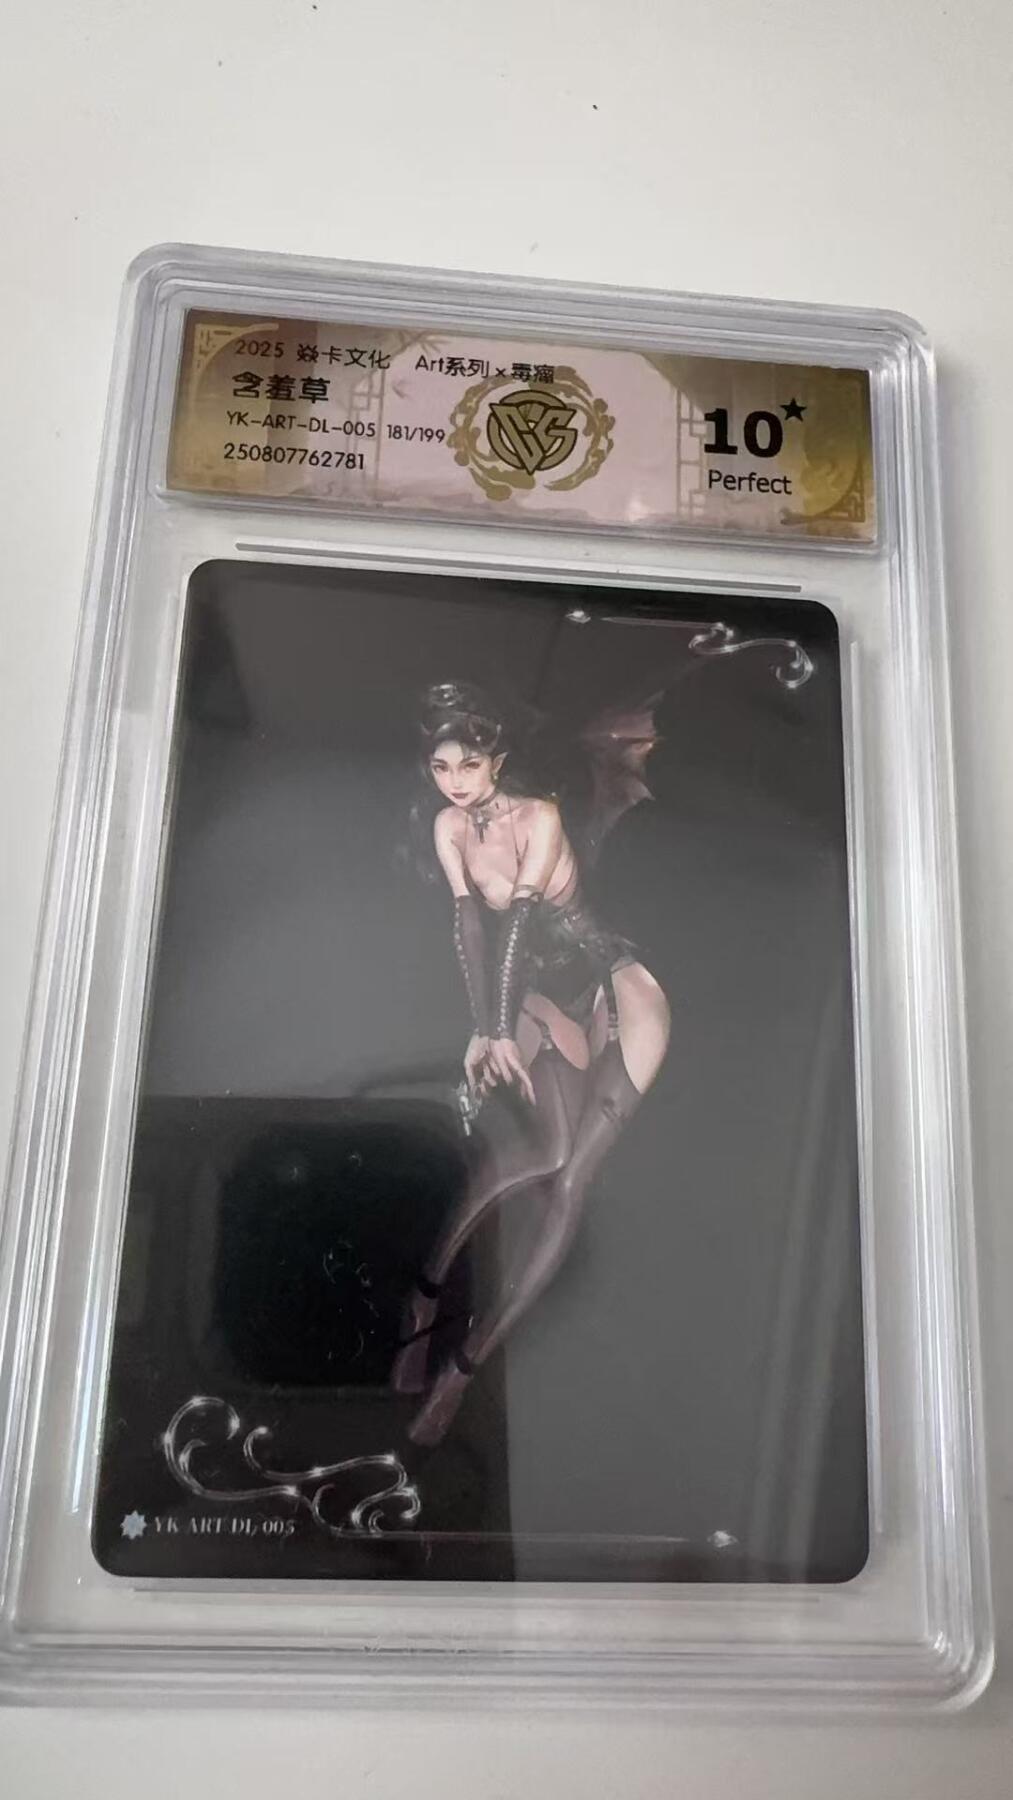 2025 焱卡文化 Art系列×毒瘤
含羞草
YK-ART-DL-005 181/199
250807762781
10★
Perfect
YK ART DL 005